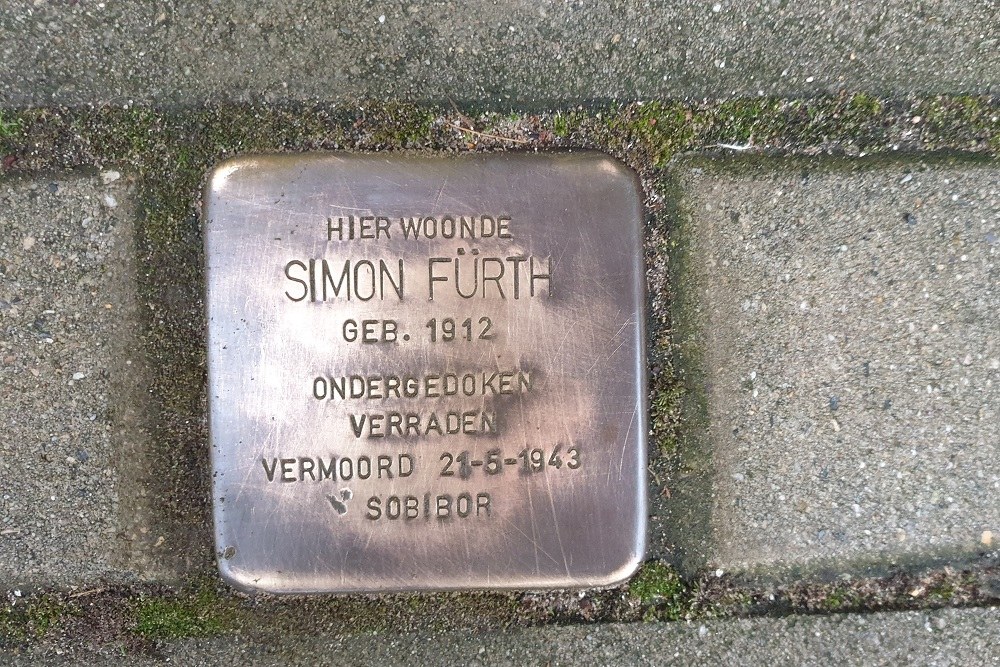 HIER WOONDE
SIMON FÜRTH
GEB. 1912
ONDERGEDOKEN
VERRADEN
VERMOORD 21-5-1943
SOBIBOR